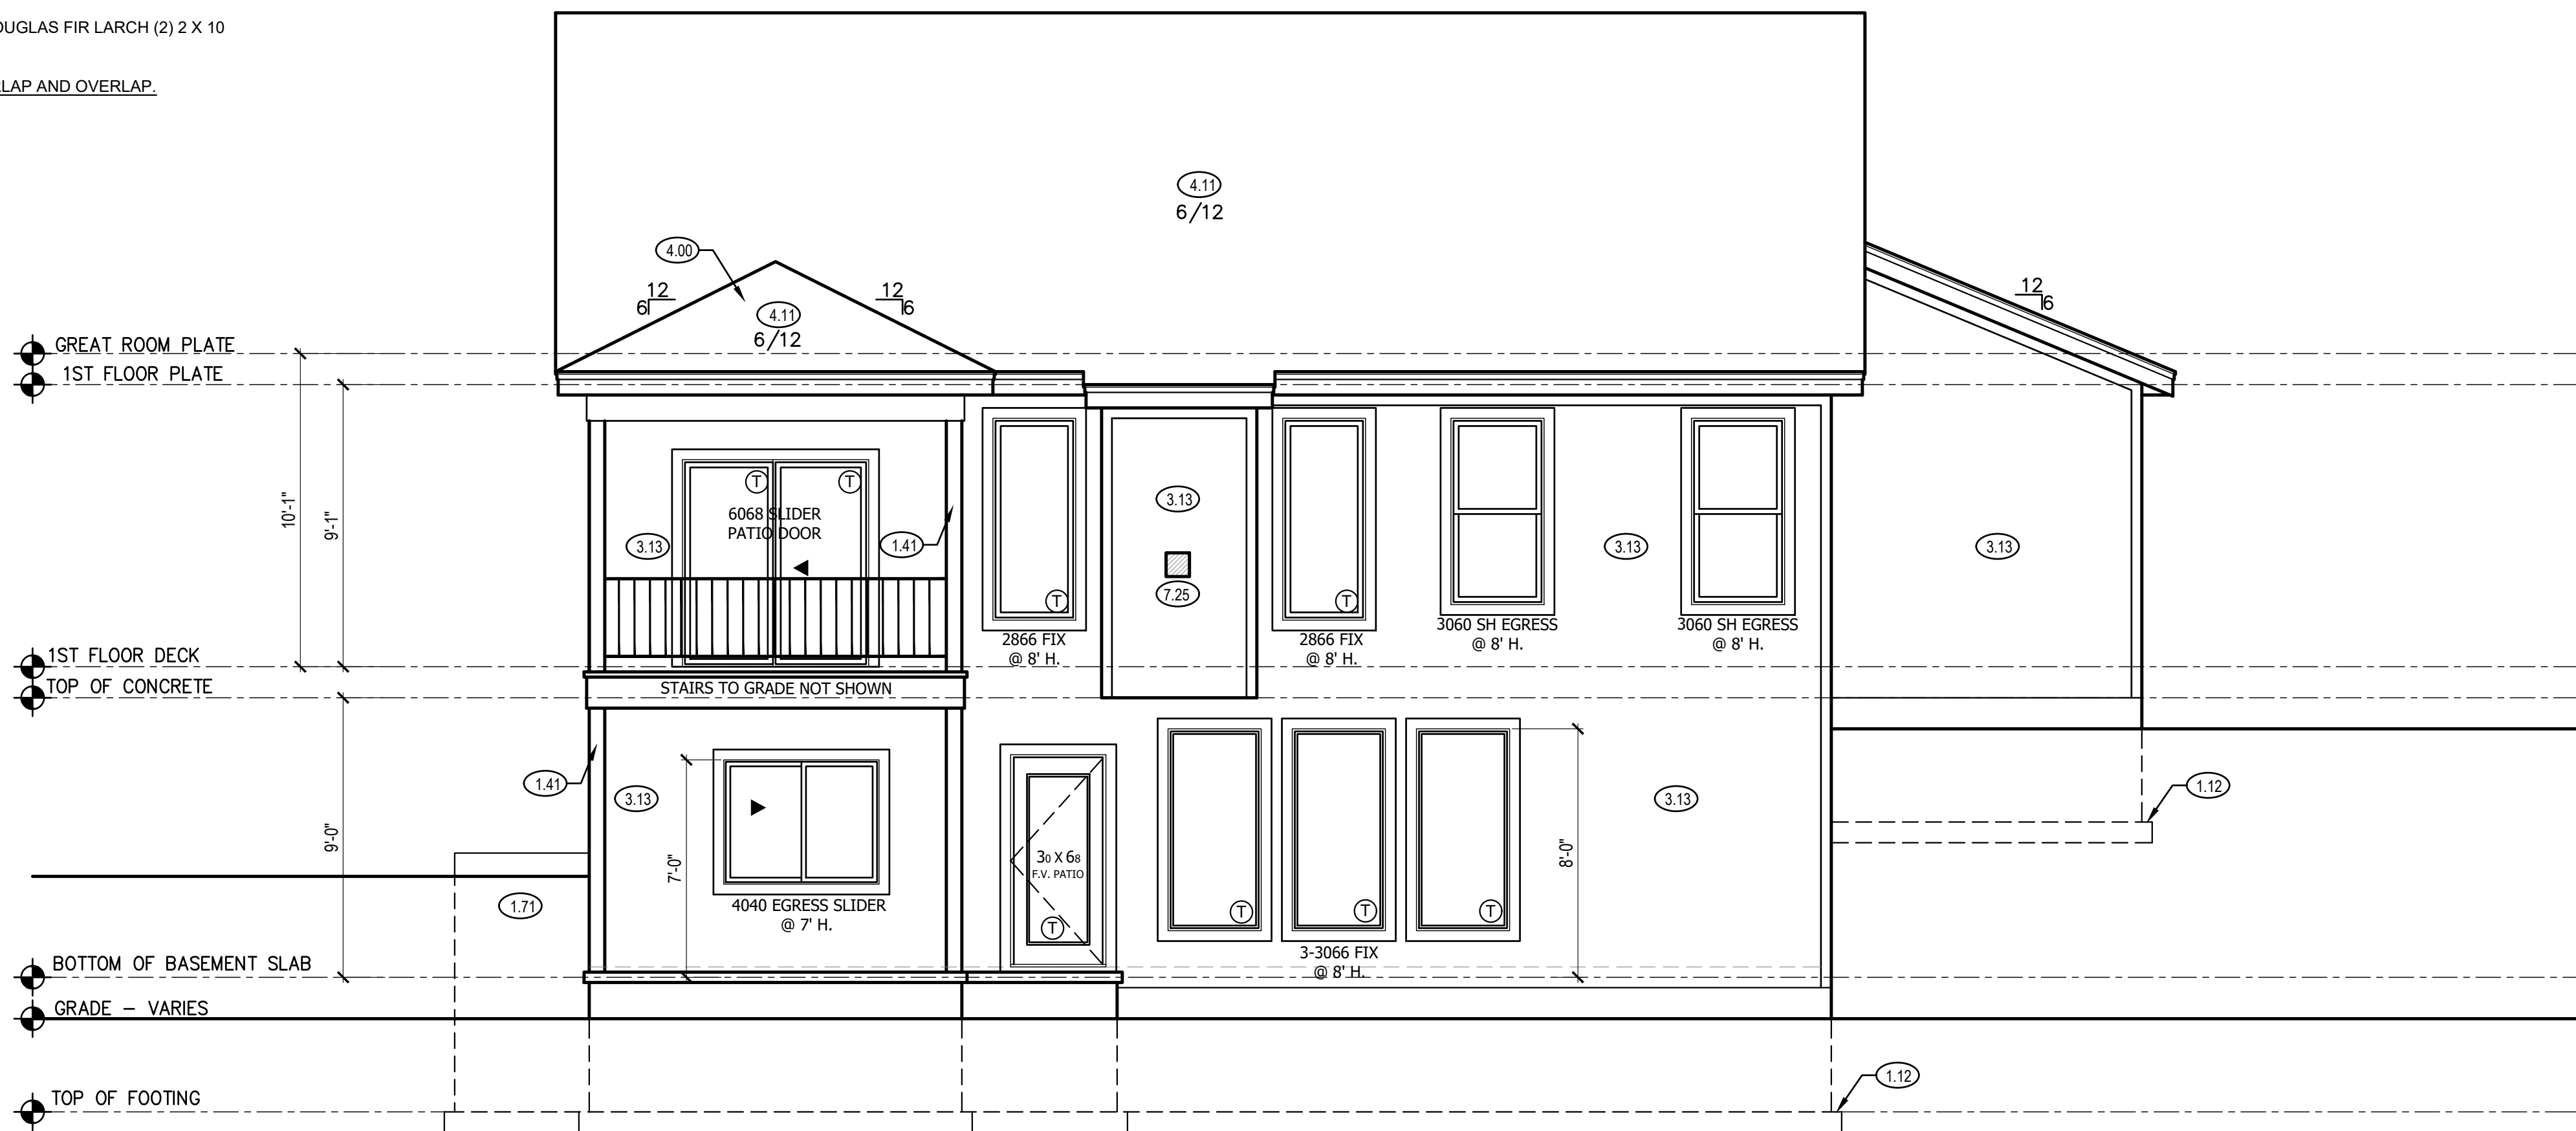 OUGLAS FIR LARCH (2) 2 X 10
LAP AND OVERLAP.
4.11
6/12
4.00
12
6
12
6
4.11
6/12
12
6
GREAT ROOM PLATE
1ST FLOOR PLATE
10'-1"
9'-1"
T
T
6068 SLIDER
PATIO DOOR
3.13
1.41
3.13
7.25
3.13
3.13
T
T
2866 FIX
@ 8' H.
2866 FIX
@ 8' H.
3060 SH EGRESS
@ 8' H.
3060 SH EGRESS
@ 8' H.
1ST FLOOR DECK
TOP OF CONCRETE
STAIRS TO GRADE NOT SHOWN
1.41
3.13
3.13
1.12
9'-0"
7'-0"
8'-0"
30 X 68
F.V. PATIO
T
T
T
T
1.71
4040 EGRESS SLIDER
@ 7' H.
3-3066 FIX
@ 8' H.
BOTTOM OF BASEMENT SLAB
GRADE - VARIES
1.12
TOP OF FOOTING